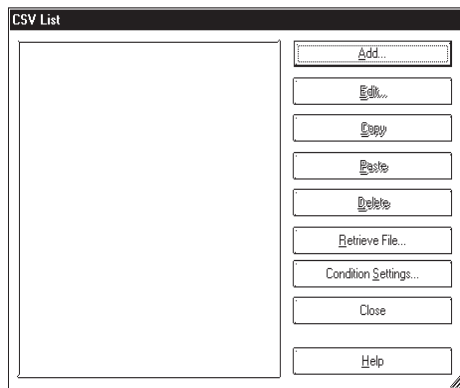 CSV List
Add...
Edit...
Copy
Paste
Delete
Retrieve File...
Condition Settings...
Close
Help